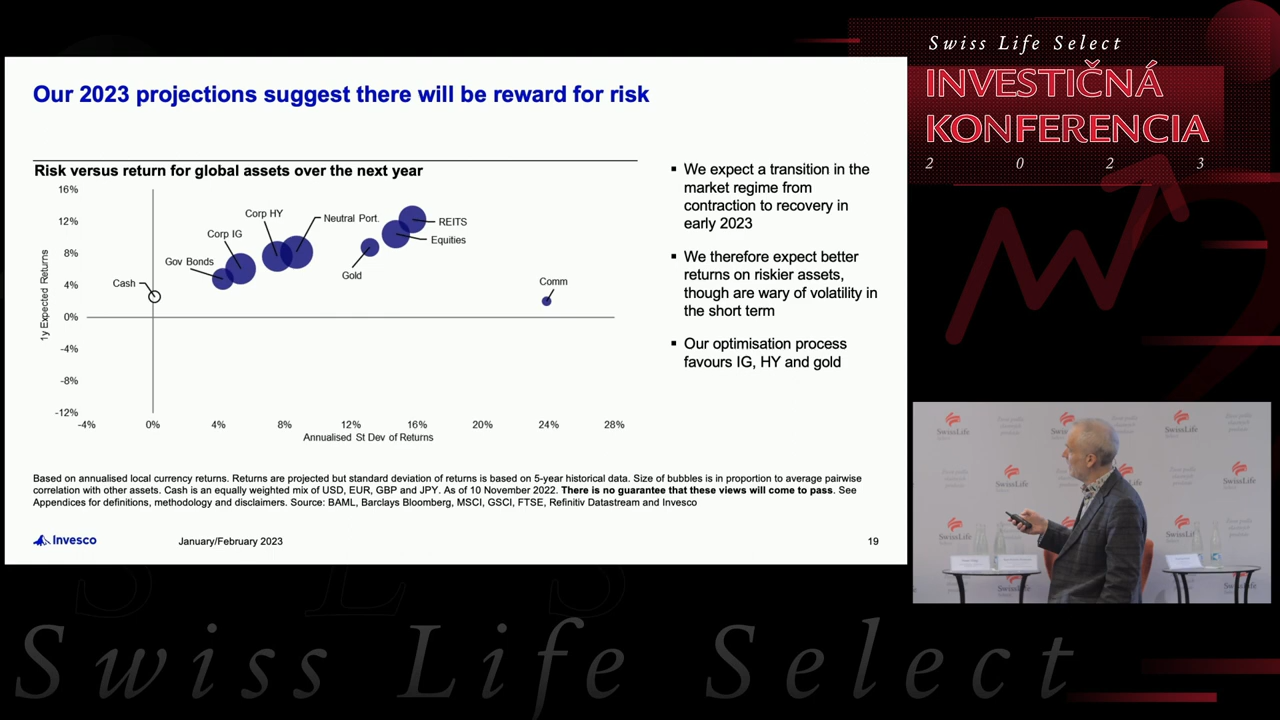 Swiss Life Select
INVESTIČNÁ
KONFERENCIA
2 0 2 3
Our 2023 projections suggest there will be reward for risk
Risk versus return for global assets over the next year
16%
12%
8%
4%
0%
-4%
-8%
-12%
1y Expected Returns
Cash
Gov Bonds
Corp IG
Corp HY
Neutral Port.
Gold
REITS
Equities
Comm
-4% 0% 4% 8% 12% 16% 20% 24% 28%
Annualised St Dev of Returns
▪ We expect a transition in the
market regime from
contraction to recovery in
early 2023
▪ We therefore expect better
returns on riskier assets,
though are wary of volatility in
the short term
▪ Our optimisation process
favours IG, HY and gold
Based on annualised local currency returns. Returns are projected but standard deviation of returns is based on 5-year historical data. Size of bubbles is in proportion to average pairwise
correlation with other assets. Cash is an equally weighted mix of USD, EUR, GBP and JPY. As of 10 November 2022. There is no guarantee that these views will come to pass. See
Appendices for definitions, methodology and disclaimers. Source: BAML, Barclays Bloomberg, MSCI, GSCI, FTSE, Refinitiv Datastream and Invesco
Invesco
January/February 2023
19
SwissLife
SwissLife
SwissLife
SwissLife
SwissLife
SwissLife
S L S
Swiss Life Select